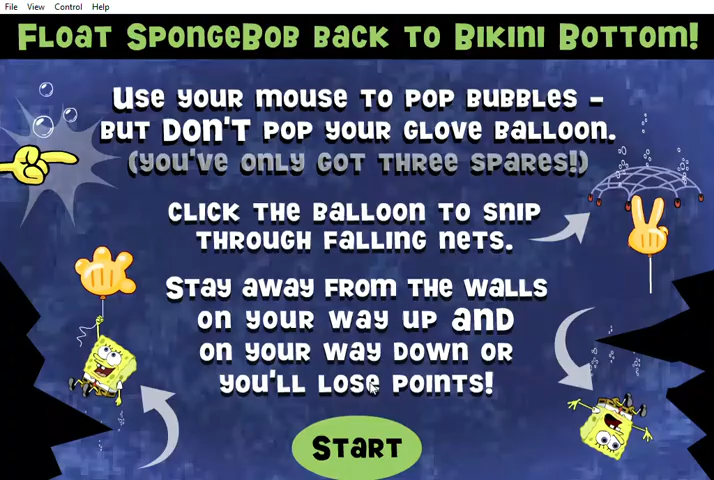 File View Control Help
Float SpongeBob back to Bikini Bottom!
Use your mouse to pop bubbles –
but DON'T pop your glove balloon.
(you've only got three spares!)
Click the balloon to snip
through falling nets.
Stay away from the walls
on your way up AND
on your way down or
you'll lose points!
Start